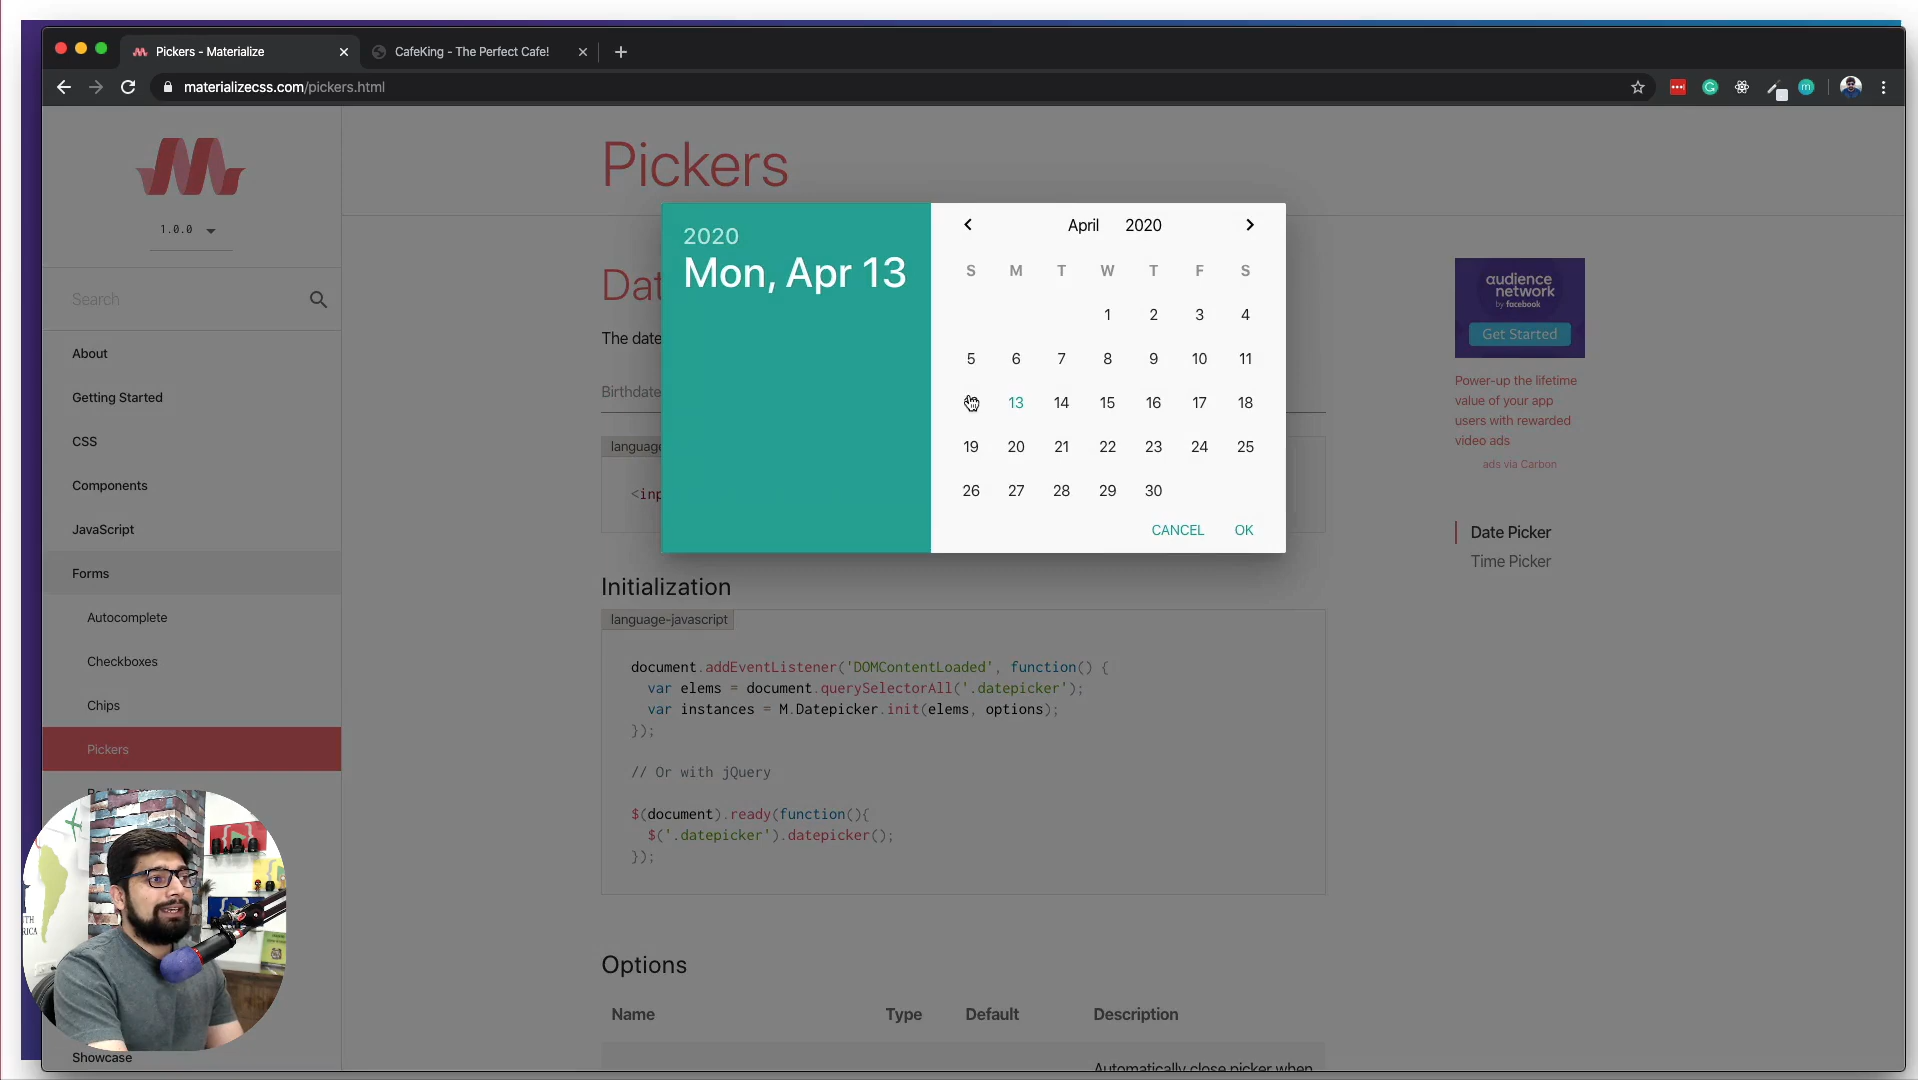 Pickers - Materialize
CafeKing - The Perfect Cafe!
materializecss.com/pickers.html
1.0.0
Search
About
Getting Started
CSS
Components
JavaScript
Forms
Autocomplete
Checkboxes
Chips
Pickers
Showcase
Pickers
Dat
The date
Birthdate
language
<inp
2020
Mon, Apr 13
April 2020
S M T W T F S
1 2 3 4
5 6 7 8 9 10 11
13 14 15 16 17 18
19 20 21 22 23 24 25
26 27 28 29 30
CANCEL OK
Initialization
language-javascript
document.addEventListener('DOMContentLoaded', function() {
var elems = document.querySelectorAll('.datepicker');
var instances = M.Datepicker.init(elems, options);
});
// Or with jQuery
$(document).ready(function(){
$('.datepicker').datepicker();
});
Options
Name Type Default Description
Automatically close picker when
audience
network
by facebook
Get Started
Power-up the lifetime
value of your app
users with rewarded
video ads
ads via Carbon
Date Picker
Time Picker